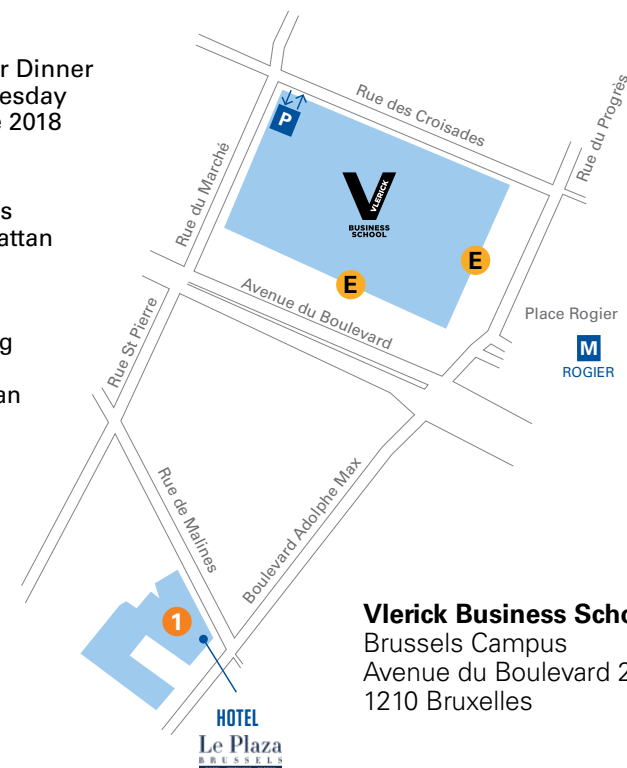 r Dinner
esday
e 2018
s
attan
g
an
Rue des Croisades
Rue du Progrès
P
Rue du Marché
VLERICK
BUSINESS
SCHOOL
E
E
Avenue du Boulevard
Place Rogier
M
ROGIER
Rue St Pierre
Rue de Malines
Boulevard Adolphe Max
1
Vlerick Business Scho
Brussels Campus
Avenue du Boulevard 2
1210 Bruxelles
HOTEL
Le Plaza
BRUSSELS